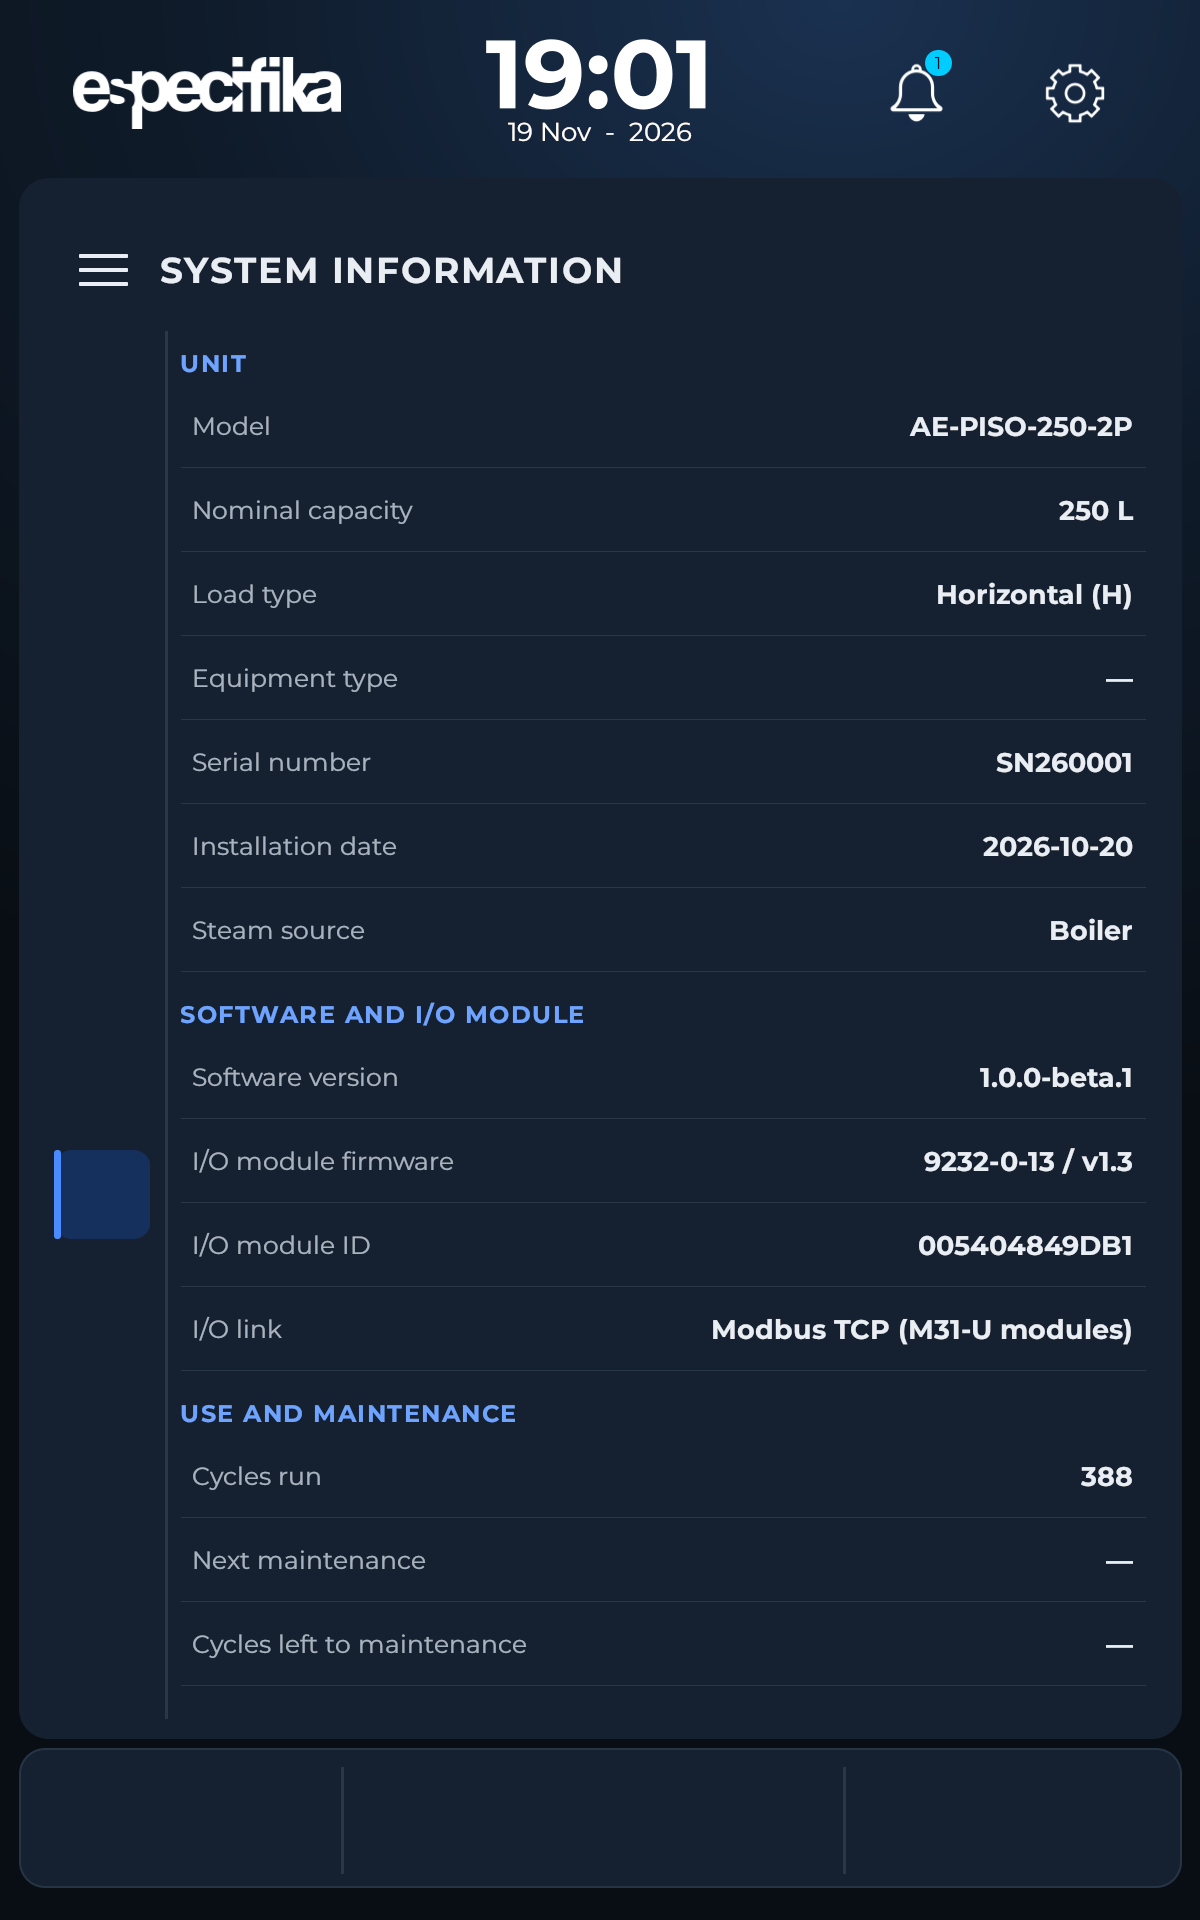 especifika
19:01
19 Nov - 2026
1
SYSTEM INFORMATION
UNIT
Model AE-PISO-250-2P
Nominal capacity 250 L
Load type Horizontal (H)
Equipment type —
Serial number SN260001
Installation date 2026-10-20
Steam source Boiler
SOFTWARE AND I/O MODULE
Software version 1.0.0-beta.1
I/O module firmware 9232-0-13 / v1.3
I/O module ID 005404849DB1
I/O link Modbus TCP (M31-U modules)
USE AND MAINTENANCE
Cycles run 388
Next maintenance —
Cycles left to maintenance —